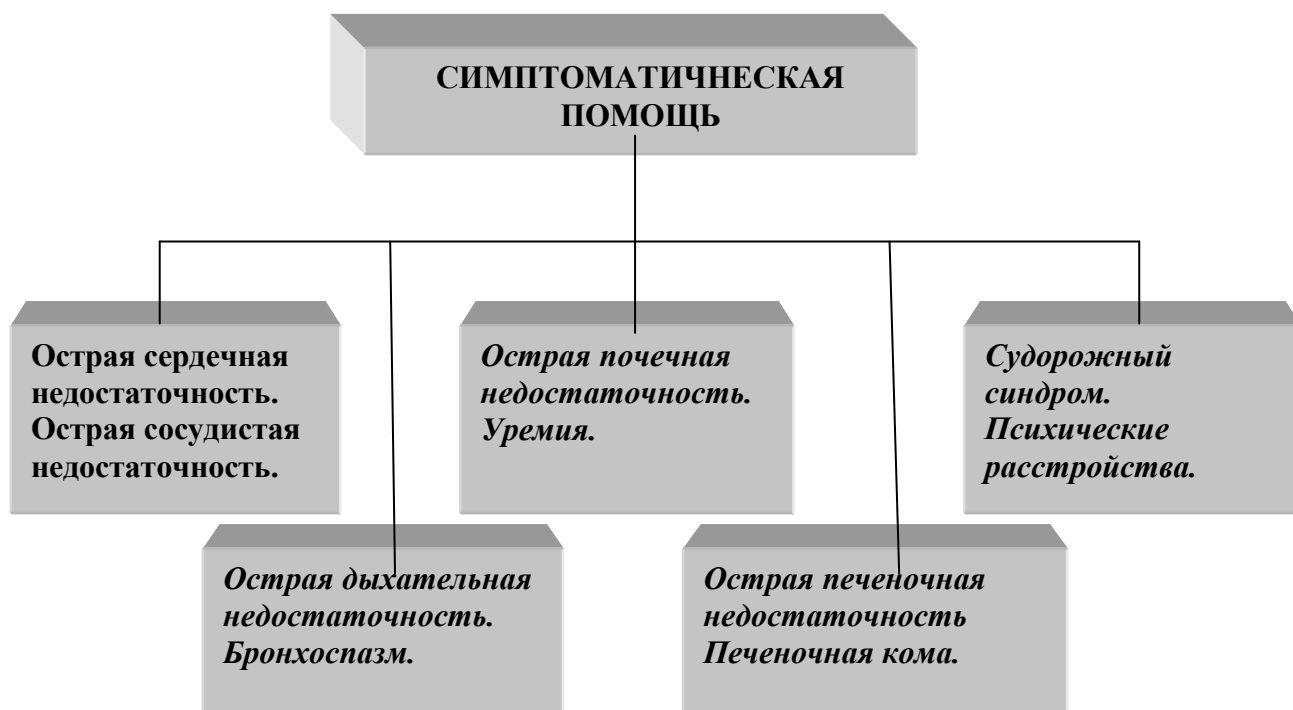 СИМПТОМАТИЧНЕСКАЯ
ПОМОЩЬ
Острая сердечная
недостаточность.
Острая сосудистая
недостаточность.
Острая почечная
недостаточность.
Уремия.
Судорожный
синдром.
Психические
расстройства.
Острая дыхательная
недостаточность.
Бронхоспазм.
Острая печеночная
недостаточность
Печеночная кома.